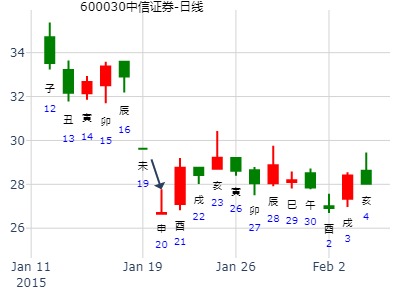 600030中信证券-日线
34
32
30
28
26
子
12
丑
13
寅
14
卯
15
辰
16
未
19
申
20
酉
21
戌
22
亥
23
寅
26
卯
27
辰
28
巳
29
午
30
酉
2
戌
3
亥
4
Jan 11
2015
Jan 19
Jan 26
Feb 2